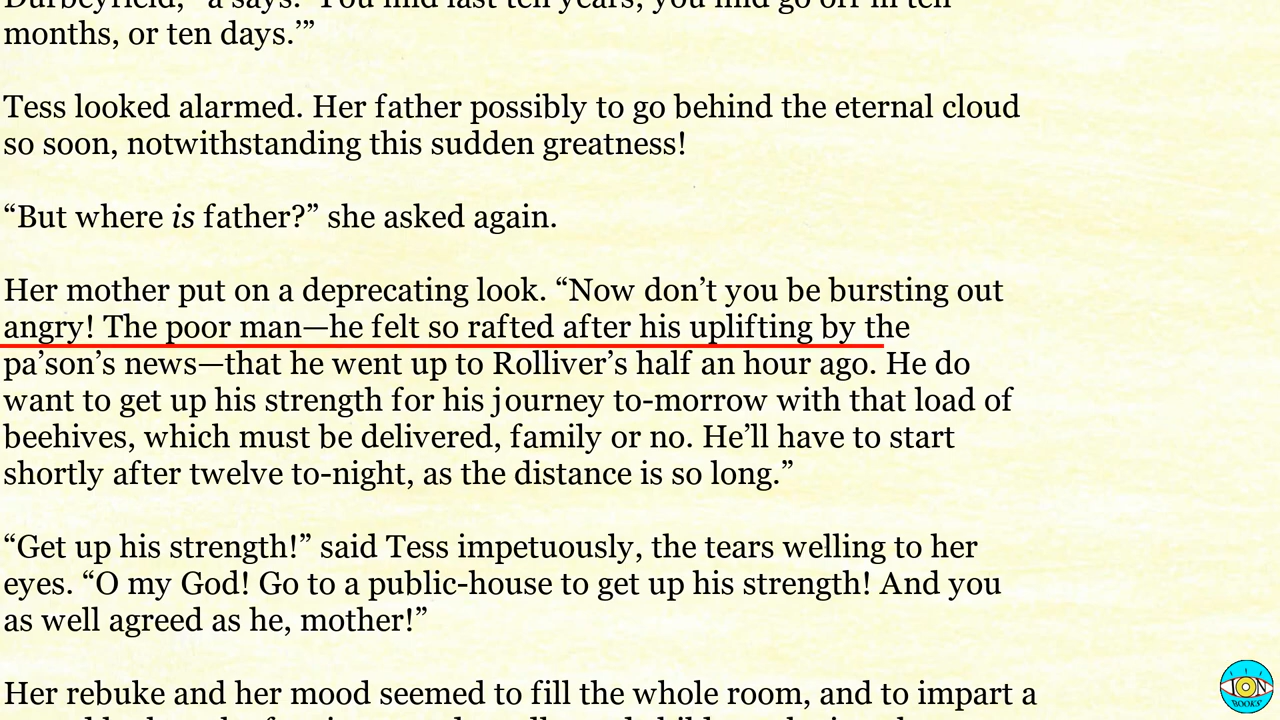 months, or ten days.’”
Tess looked alarmed. Her father possibly to go behind the eternal cloud
so soon, notwithstanding this sudden greatness!
“But where is father?” she asked again.
Her mother put on a deprecating look. “Now don’t you be bursting out
angry! The poor man—he felt so rafted after his uplifting by the
pa’son’s news—that he went up to Rolliver’s half an hour ago. He do
want to get up his strength for his journey to-morrow with that load of
beehives, which must be delivered, family or no. He’ll have to start
shortly after twelve to-night, as the distance is so long.”
“Get up his strength!” said Tess impetuously, the tears welling to her
eyes. “O my God! Go to a public-house to get up his strength! And you
as well agreed as he, mother!”
Her rebuke and her mood seemed to fill the whole room, and to impart a
ION
BOOKS